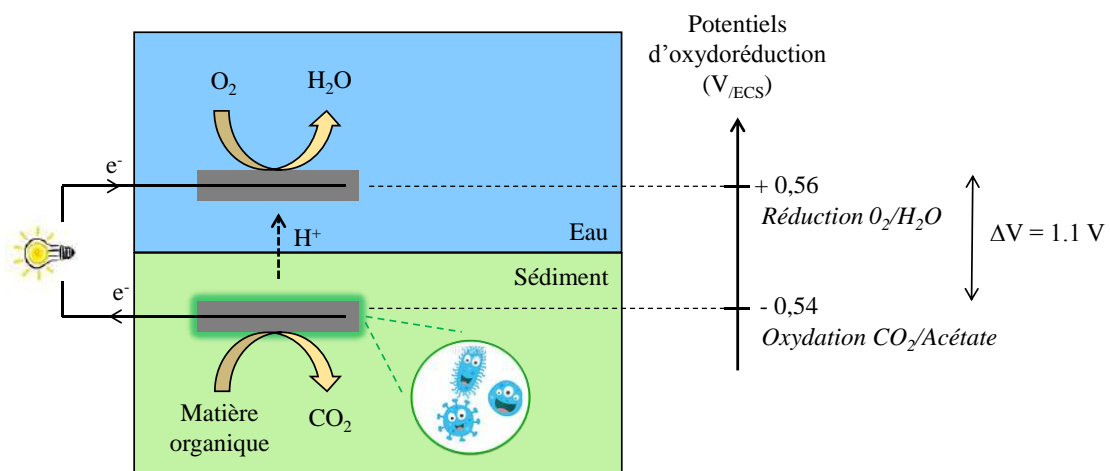 Potentiels
d’oxydoréduction
(V/ECS)
O2
H2O
e-
+ 0,56
Réduction 02/H2O
H+
Eau
ΔV = 1.1 V
Sédiment
e-
- 0,54
Oxydation CO2/Acétate
Matière
organique
CO2